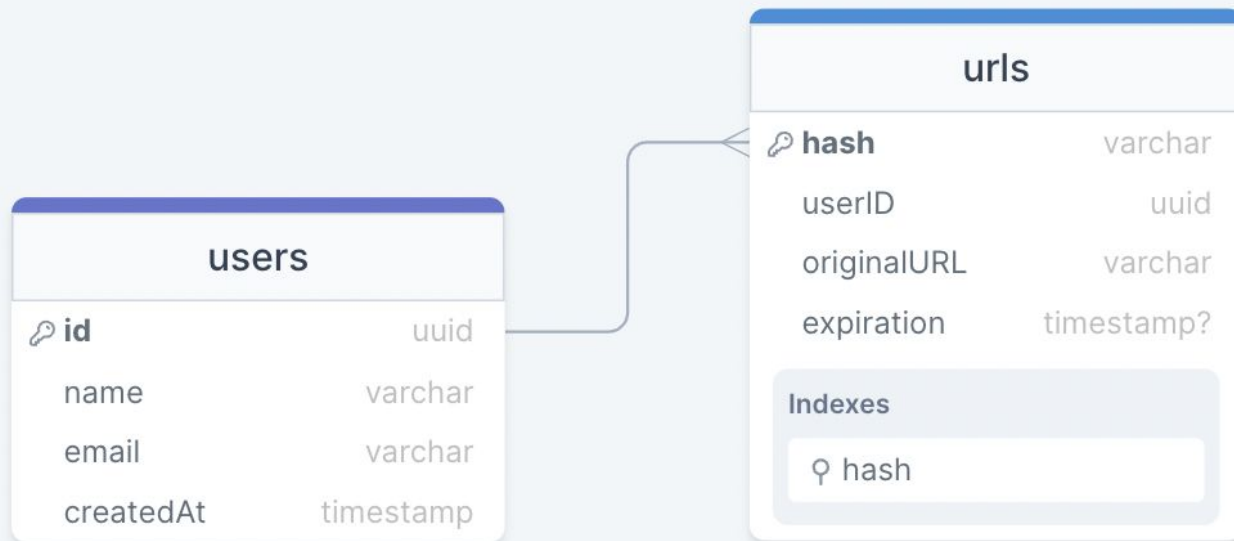 users
id uuid
name varchar
email varchar
createdAt timestamp
urls
hash varchar
userID uuid
originalURL varchar
expiration timestamp?
Indexes
hash